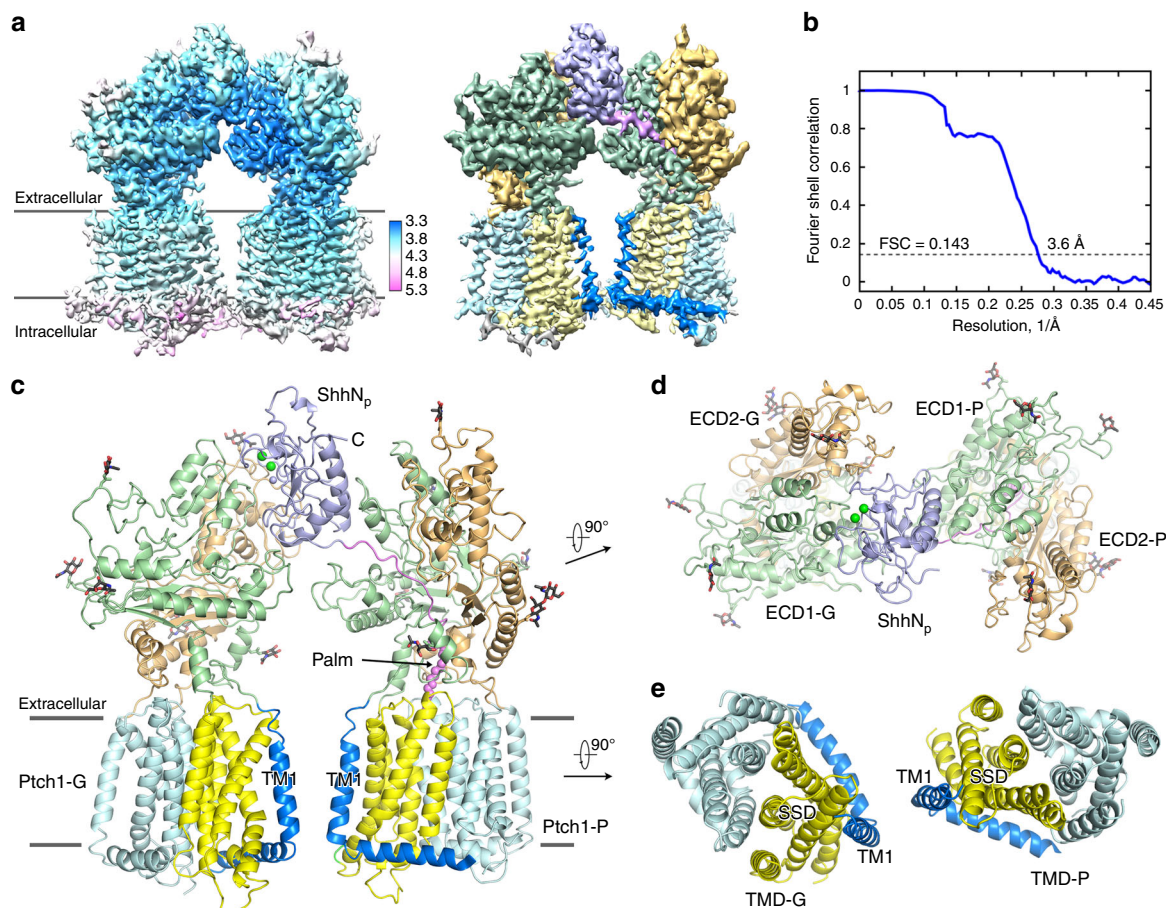 a
Extracellular
Intracellular
3.3
3.8
4.3
4.8
5.3
b
Fourier shell correlation
1
0.8
0.6
0.4
0.2
0
FSC = 0.143
3.6 Å
0 0.05 0.1 0.15 0.2 0.25 0.3 0.35 0.4 0.45
Resolution, 1/Å
c
ShhNp
C
Palm
Extracellular
Ptch1-G
TM1
TM1
Ptch1-P
90°
90°
d
ECD2-G
ECD1-P
ECD2-P
ECD1-G
ShhNp
e
SSD
TM1
TMD-G
TM1
SSD
TMD-P